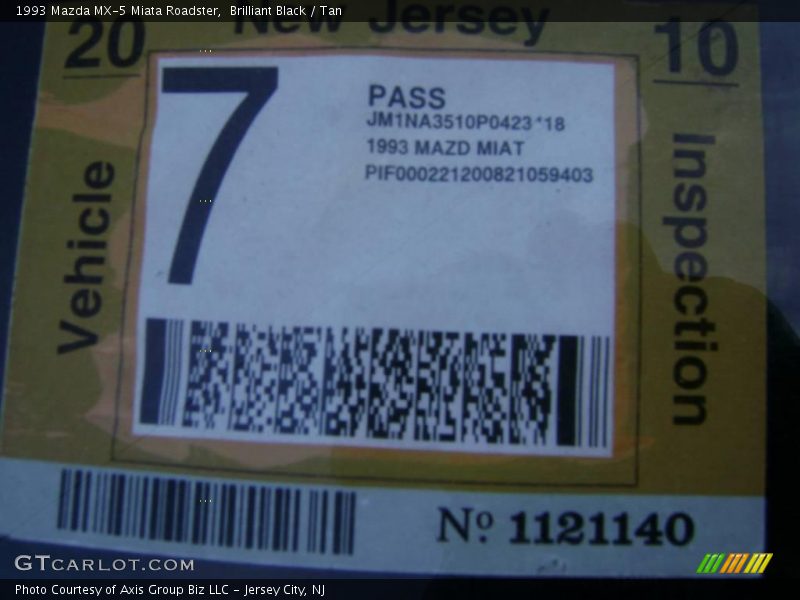 1993 Mazda MX-5 Miata Roadster,  Brilliant Black / Tan
New Jersey
20
10
7
PASS
JM1NA3510P0423*18
1993 MAZD MIAT
PIF000221200821059403
Vehicle
Inspection
Nº 1121140
GTCARLOT.COM
Photo Courtesy of Axis Group Biz LLC - Jersey City, NJ